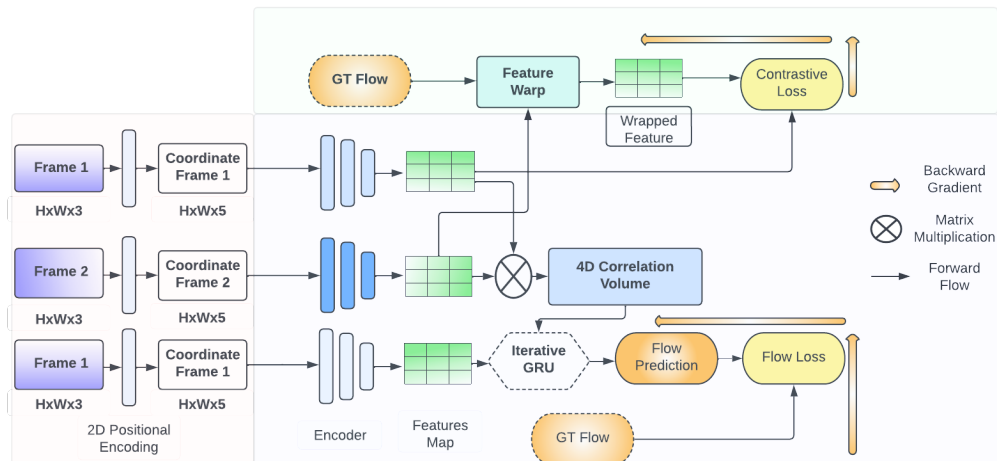 GT Flow
Feature
Warp
Contrastive
Loss
Wrapped
Feature
Frame 1
HxWx3
Coordinate
Frame 1
HxWx5
Backward
Gradient
Matrix
Multiplication
Forward
Flow
Frame 2
HxWx3
Coordinate
Frame 2
HxWx5
4D Correlation
Volume
Frame 1
HxWx3
Coordinate
Frame 1
HxWx5
Iterative
GRU
Flow
Prediction
Flow Loss
2D Positional
Encoding
Encoder
Features
Map
GT Flow